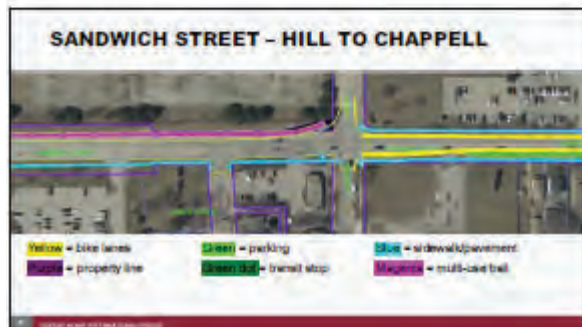 SANDWICH STREET – HILL TO CHAPPELL
Yellow = bike lanes
Green = parking
Blue = sidewalk/pavement
Purple = property line
Green dot = transit stop
Magenta = multi-use trail